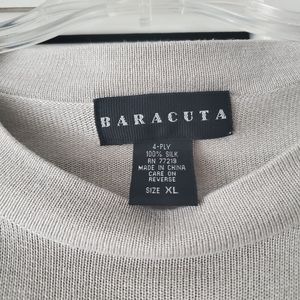 BARACUTA
4-PLY
100% SILK
RN 77219
MADE IN CHINA
CARE ON
REVERSE
SIZE XL